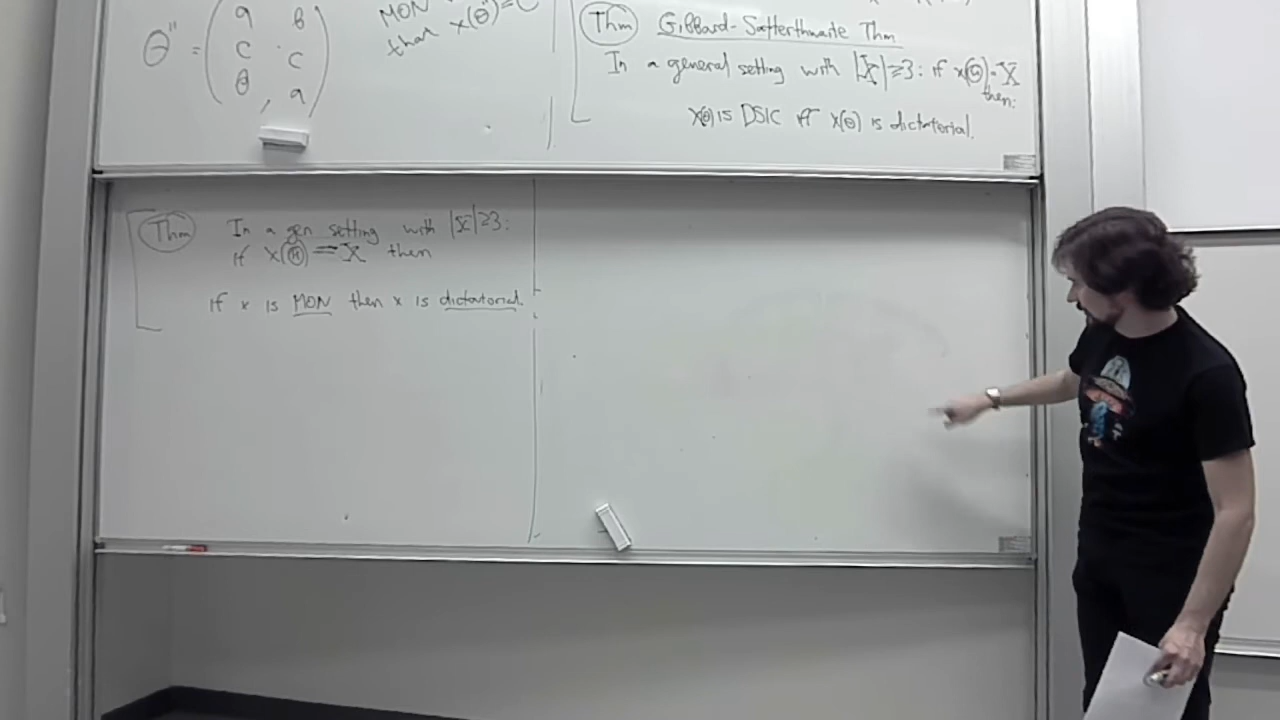 θ'' = ( a b
c c
θ , a )
MON
that x(θ'')=C
Thm Gibbard-Satterthwaite Thm
In a general setting with |X|≥3: if x(Θ)=X
then:
x(θ) is DSIC iff x(θ) is dictatorial.
Thm In a gen setting with |X|≥3:
if x(Θ) = X then
if x is MON then x is dictatorial.